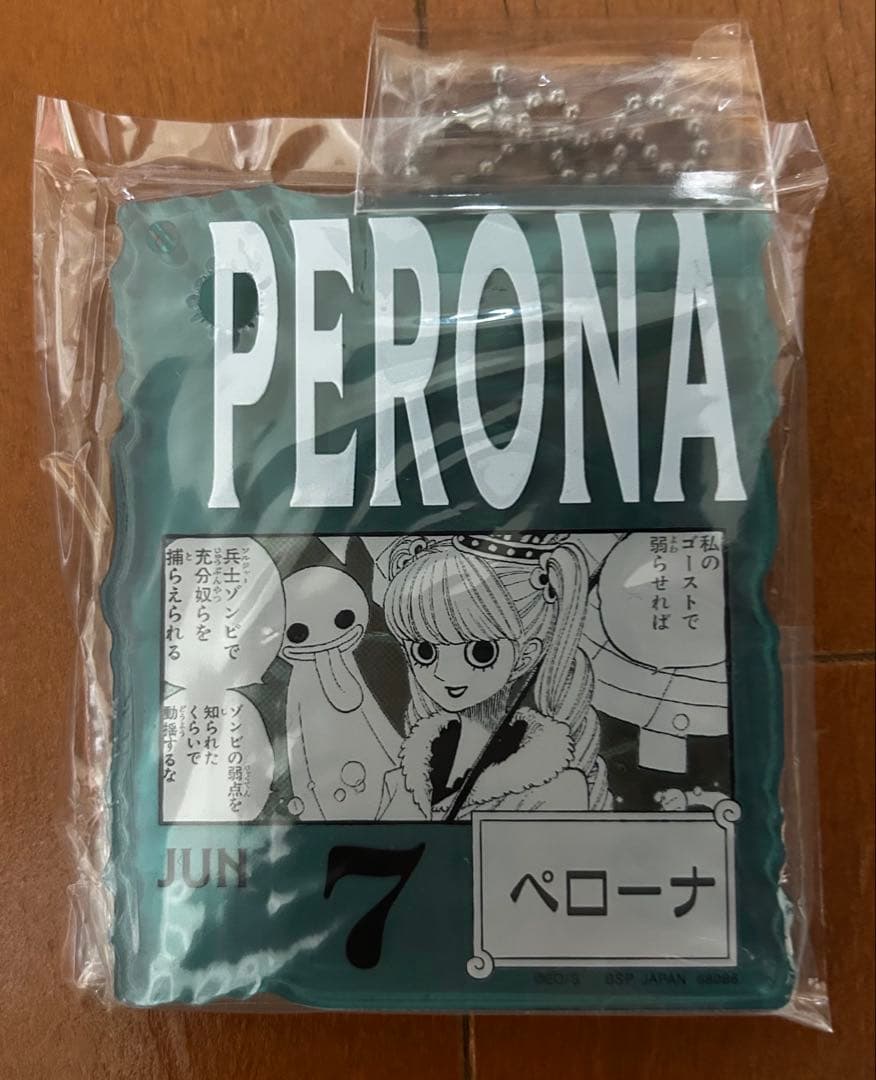 PERONA
私の
ゴーストで
弱らせれば
兵士ゾンビで
充分奴らを
捕らえられる
ゾンビの弱点を
知られた
くらいで
動揺するな
JUN 7
ペローナ
©EO/S BSP JAPAN